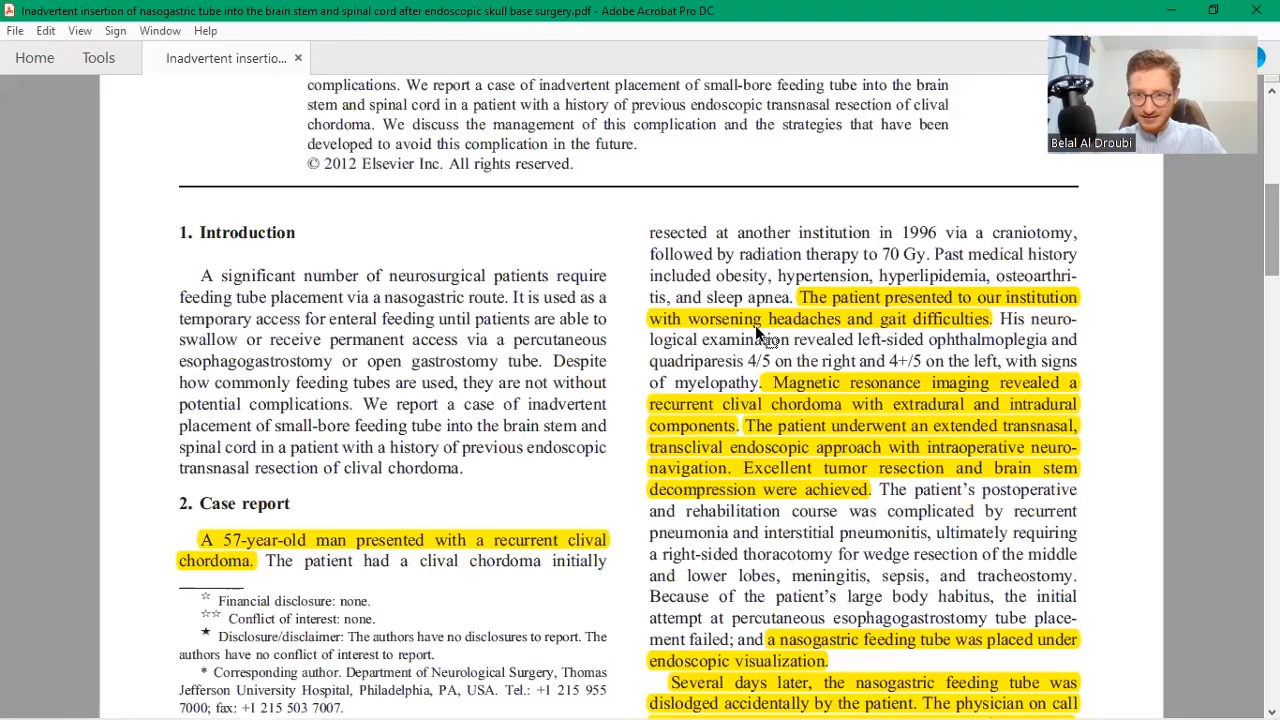 Inadvertent insertion of nasogastric tube into the brain stem and spinal cord after endoscopic skull base surgery.pdf - Adobe Acrobat Pro DC
File Edit View Sign Window Help
Home Tools Inadvertent insertio... ×
complications. We report a case of inadvertent placement of small-bore feeding tube into the brain
stem and spinal cord in a patient with a history of previous endoscopic transnasal resection of clival
chordoma. We discuss the management of this complication and the strategies that have been
developed to avoid this complication in the future.
© 2012 Elsevier Inc. All rights reserved.
Belal Al Droubi
1. Introduction
A significant number of neurosurgical patients require
feeding tube placement via a nasogastric route. It is used as a
temporary access for enteral feeding until patients are able to
swallow or receive permanent access via a percutaneous
esophagogastrostomy or open gastrostomy tube. Despite
how commonly feeding tubes are used, they are not without
potential complications. We report a case of inadvertent
placement of small-bore feeding tube into the brain stem and
spinal cord in a patient with a history of previous endoscopic
transnasal resection of clival chordoma.
2. Case report
A 57-year-old man presented with a recurrent clival
chordoma. The patient had a clival chordoma initially
☆ Financial disclosure: none.
☆☆ Conflict of interest: none.
★ Disclosure/disclaimer: The authors have no disclosures to report. The
authors have no conflict of interest to report.
* Corresponding author. Department of Neurological Surgery, Thomas
Jefferson University Hospital, Philadelphia, PA, USA. Tel.: +1 215 955
7000; fax: +1 215 503 7007.
resected at another institution in 1996 via a craniotomy,
followed by radiation therapy to 70 Gy. Past medical history
included obesity, hypertension, hyperlipidemia, osteoarthri-
tis, and sleep apnea. The patient presented to our institution
with worsening headaches and gait difficulties. His neuro-
logical examination revealed left-sided ophthalmoplegia and
quadriparesis 4/5 on the right and 4+/5 on the left, with signs
of myelopathy. Magnetic resonance imaging revealed a
recurrent clival chordoma with extradural and intradural
components. The patient underwent an extended transnasal,
transclival endoscopic approach with intraoperative neuro-
navigation. Excellent tumor resection and brain stem
decompression were achieved. The patient's postoperative
and rehabilitation course was complicated by recurrent
pneumonia and interstitial pneumonitis, ultimately requiring
a right-sided thoracotomy for wedge resection of the middle
and lower lobes, meningitis, sepsis, and tracheostomy.
Because of the patient's large body habitus, the initial
attempt at percutaneous esophagogastrostomy tube place-
ment failed; and a nasogastric feeding tube was placed under
endoscopic visualization.
Several days later, the nasogastric feeding tube was
dislodged accidentally by the patient. The physician on call